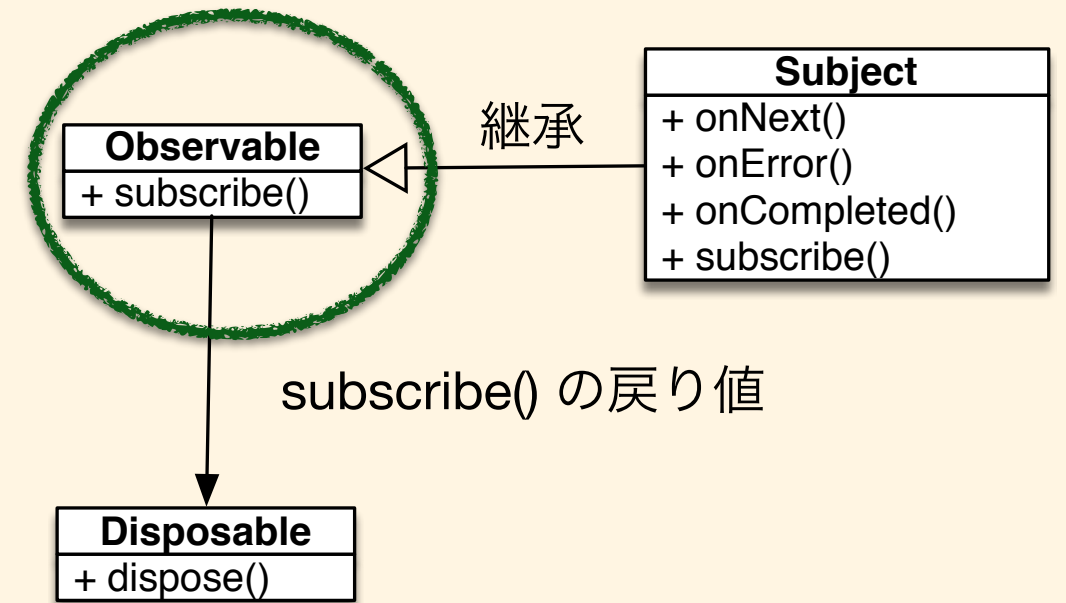 Observable
+ subscribe()
継承
Subject
+ onNext()
+ onError()
+ onCompleted()
+ subscribe()
subscribe() の戻り値
Disposable
+ dispose()